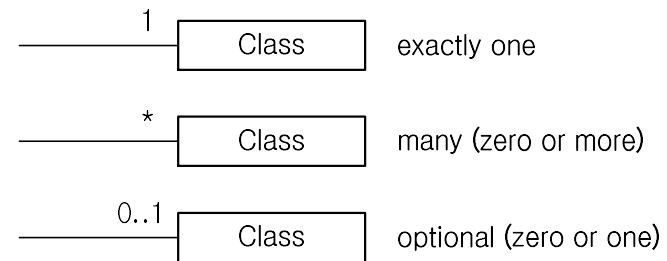 1
Class exactly one
*
Class many (zero or more)
0..1
Class optional (zero or one)